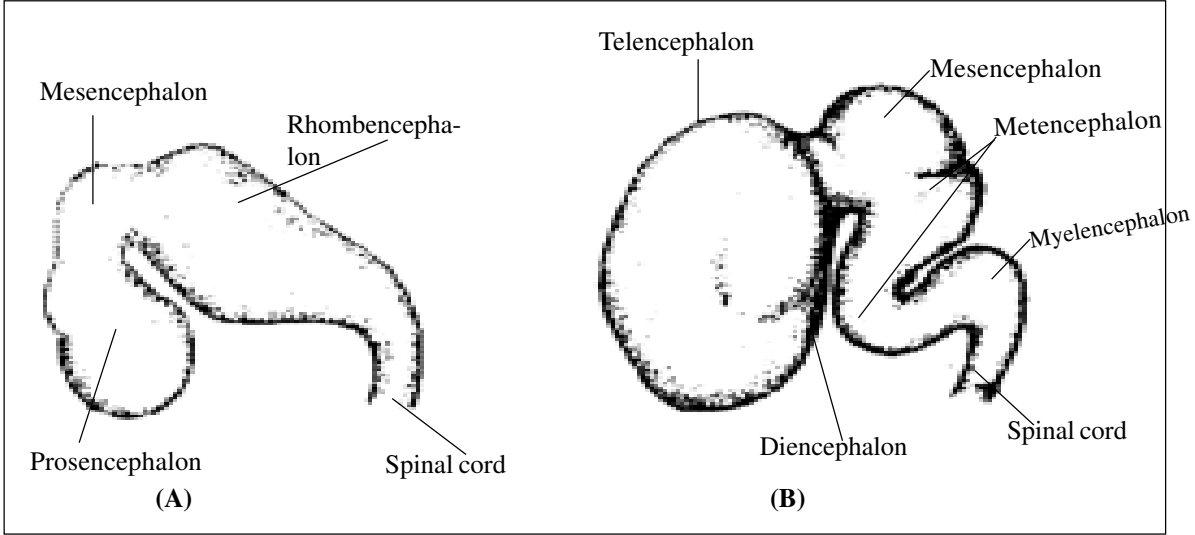 Mesencephalon
Rhombencepha-
lon
Prosencephalon
Spinal cord
(A)
Telencephalon
Mesencephalon
Metencephalon
Myelencephalon
Spinal cord
Diencephalon
(B)